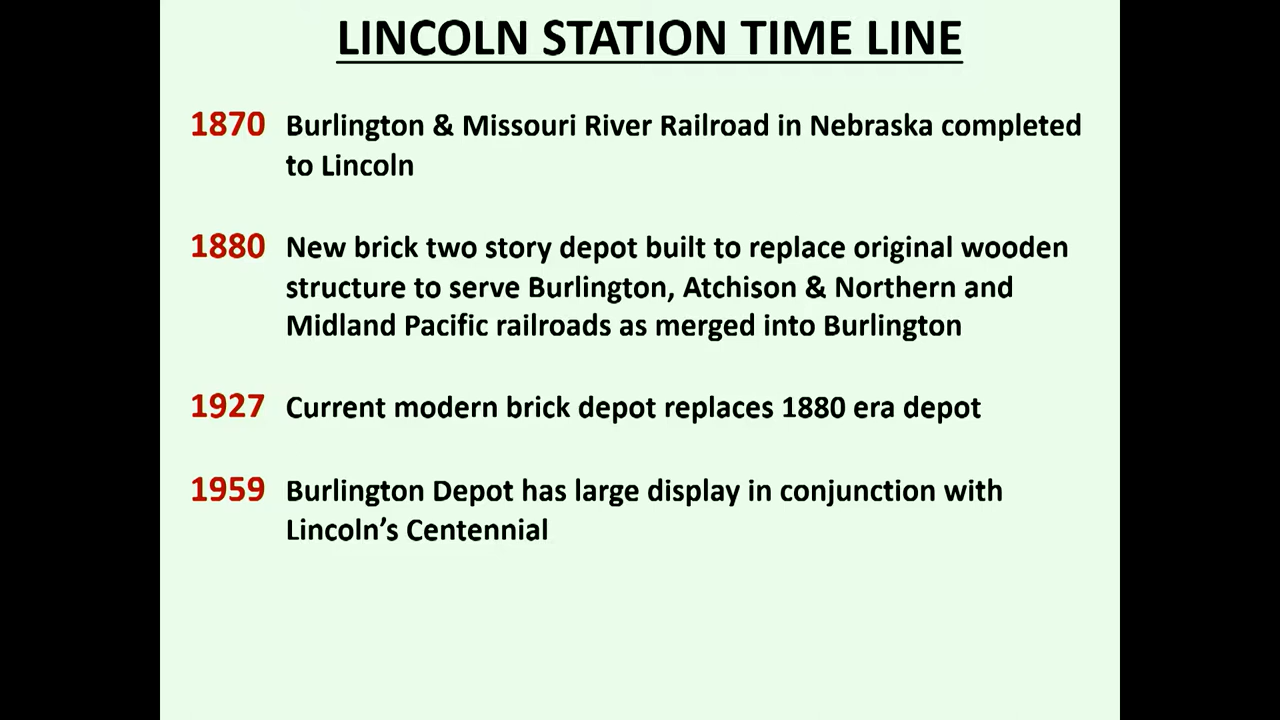 LINCOLN STATION TIME LINE
1870 Burlington & Missouri River Railroad in Nebraska completed
to Lincoln
1880 New brick two story depot built to replace original wooden
structure to serve Burlington, Atchison & Northern and
Midland Pacific railroads as merged into Burlington
1927 Current modern brick depot replaces 1880 era depot
1959 Burlington Depot has large display in conjunction with
Lincoln’s Centennial